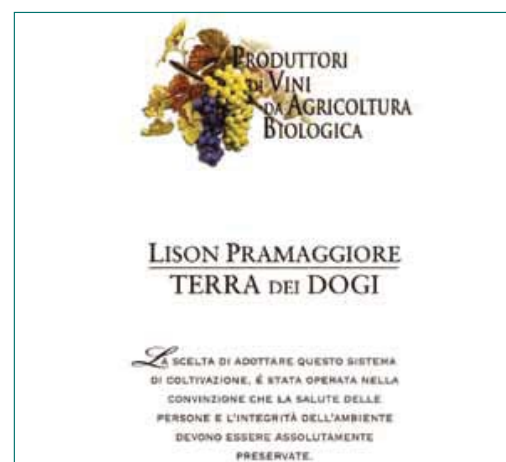 PRODUTTORI
DI VINI
DA AGRICOLTURA
BIOLOGICA
LISON PRAMAGGIORE
TERRA DEI DOGI
LA SCELTA DI ADOTTARE QUESTO SISTEMA
DI COLTIVAZIONE, É STATA OPERATA NELLA
CONVINZIONE CHE LA SALUTE DELLE
PERSONE E L'INTEGRITÀ DELL'AMBIENTE
DEVONO ESSERE ASSOLUTAMENTE
PRESERVATE.